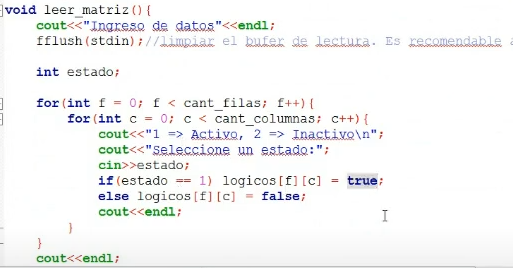 void leer_matriz(){
cout<<"Ingreso de datos"<<endl;
fflush(stdin);//limpiar el bufer de lectura. Es recomendable a
int estado;
for(int f = 0; f < cant_filas; f++){
for(int c = 0; c < cant_columnas; c++){
cout<<"1 => Activo, 2 => Inactivo\n";
cout<<"Seleccione un estado:";
cin>>estado;
if(estado == 1) logicos[f][c] = true;
else logicos[f][c] = false;
cout<<endl;
}
}
cout<<endl;